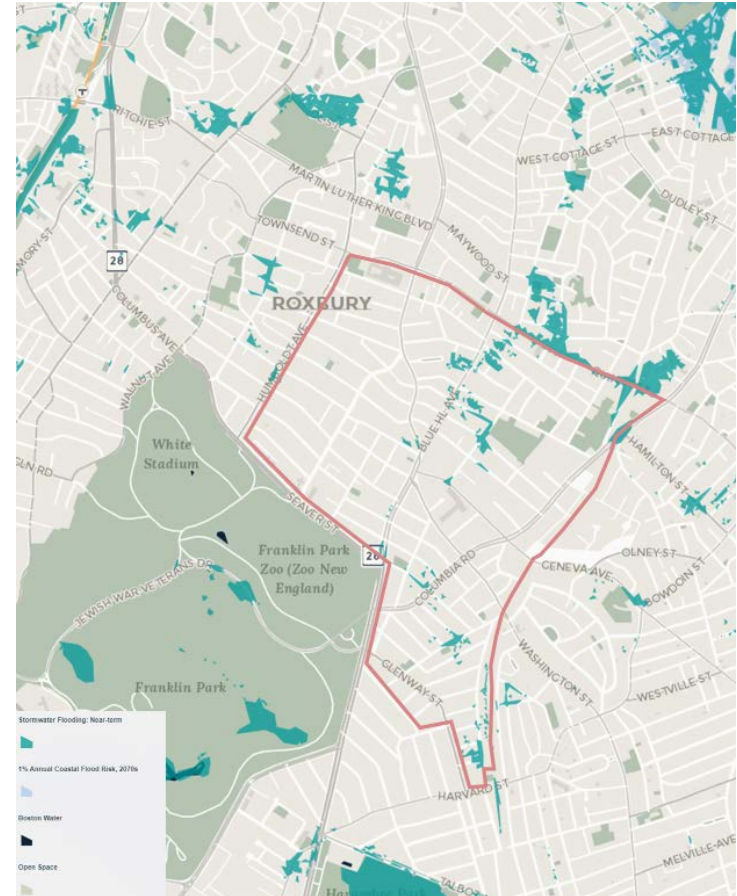 RITCHIE-ST
EAST-COTTAGE-ST
WEST-COTTAGE-ST
MARTIN LUTHER KING BLVD
DUDLEY-ST
TOWNSEND ST
MAYWOOD-ST
28
COLUMBUS-AVE
ROXBURY
HUMBOLDT-AVE
WALNUT-AVE
BLUE-HL-AVE
HAMILTON-ST
White
Stadium
SEAVER-ST
28
Franklin Park
Zoo (Zoo New
England)
COLUMBIA-RD
OLNEY-ST
GENEVA-AVE
BOWDOIN ST
JEWISH-WAR-VETERANS-DR
GLENWAY-ST
WASHINGTON-ST
WESTVILLE-ST
Franklin Park
Stormwater Flooding: Near-term
1% Annual Coastal Flood Risk, 2070s
HARVARD-ST
Boston Water
MELVILLE-AVE
Open Space